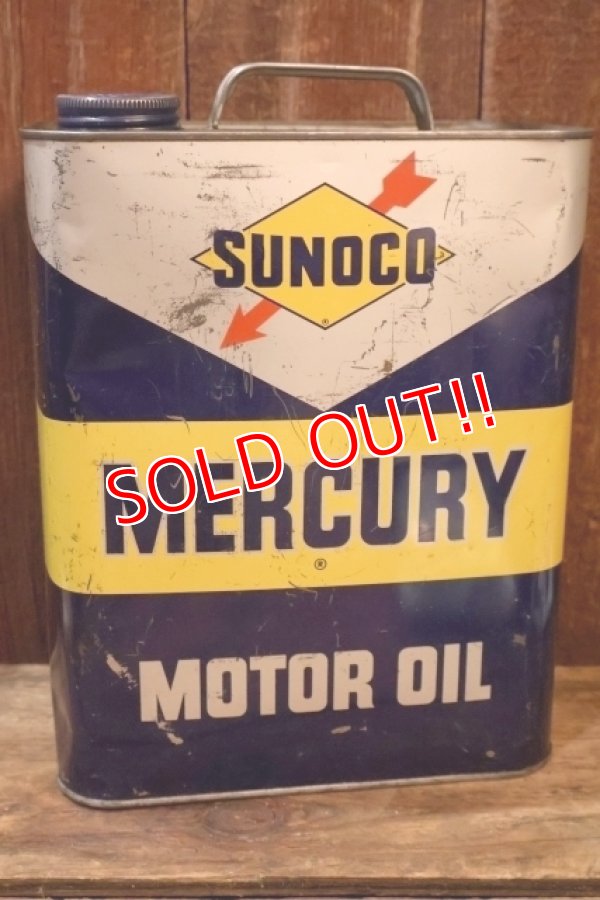 SUNOCO
®
SOLD OUT!!
MERCURY
®
MOTOR OIL